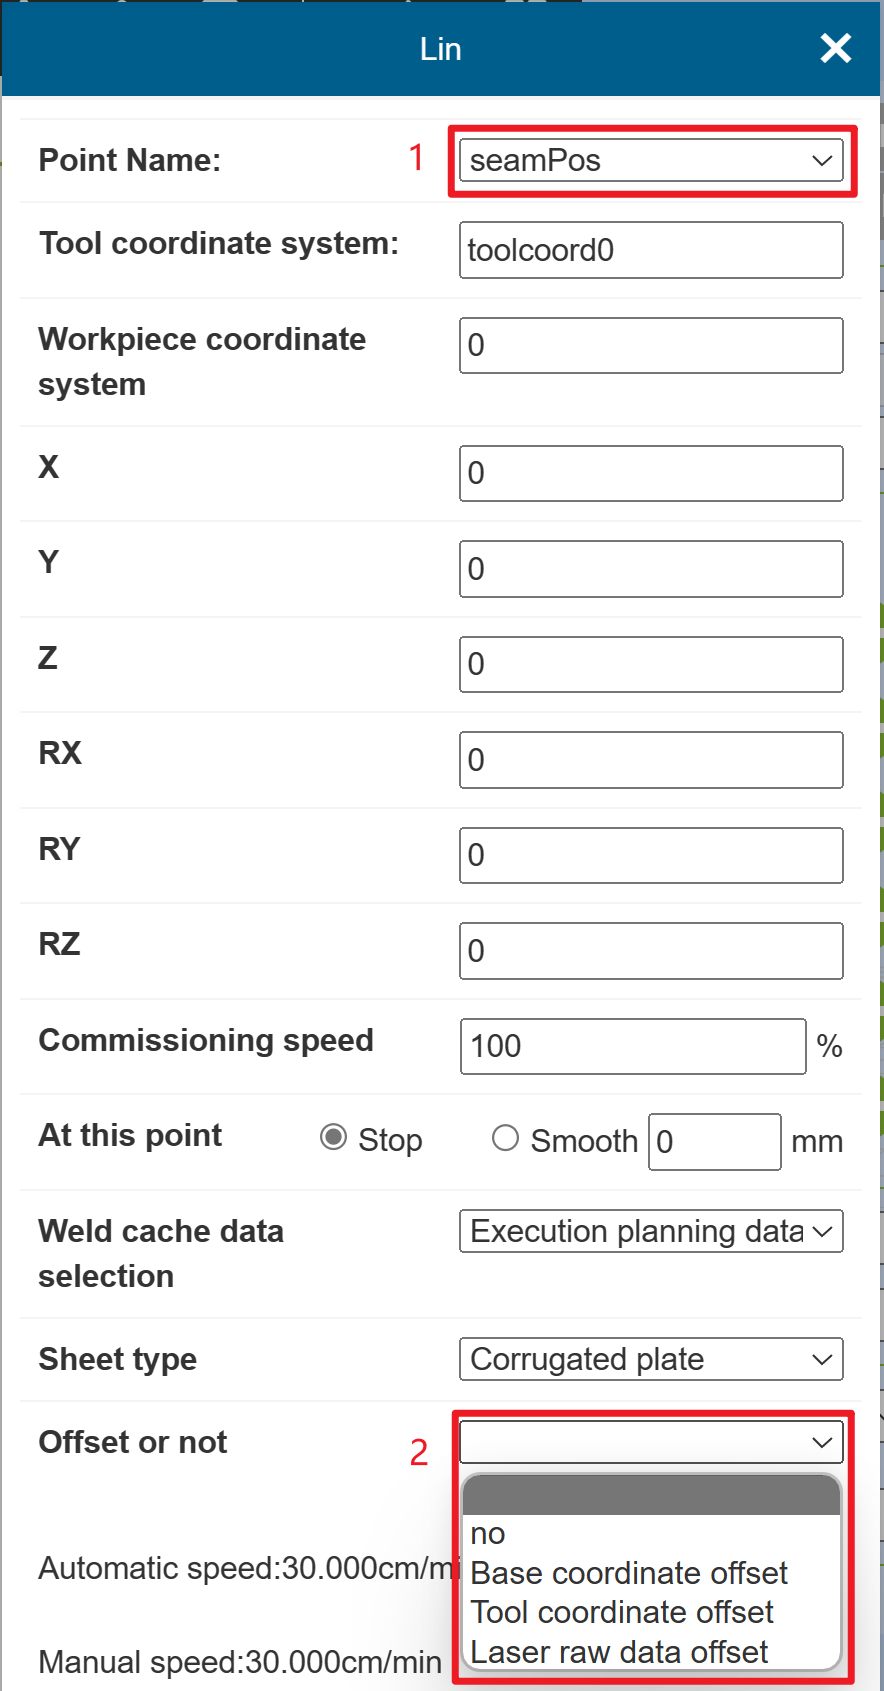 Lin
Point Name: 1 seamPos
Tool coordinate system: toolcoord0
Workpiece coordinate
system
0
X 0
Y 0
Z 0
RX 0
RY 0
RZ 0
Commissioning speed 100 %
At this point Stop Smooth 0 mm
Weld cache data
selection
Execution planning data
Sheet type Corrugated plate
Offset or not 2
no
Base coordinate offset
Tool coordinate offset
Laser raw data offset
Automatic speed:30.000cm/mi
Manual speed:30.000cm/min